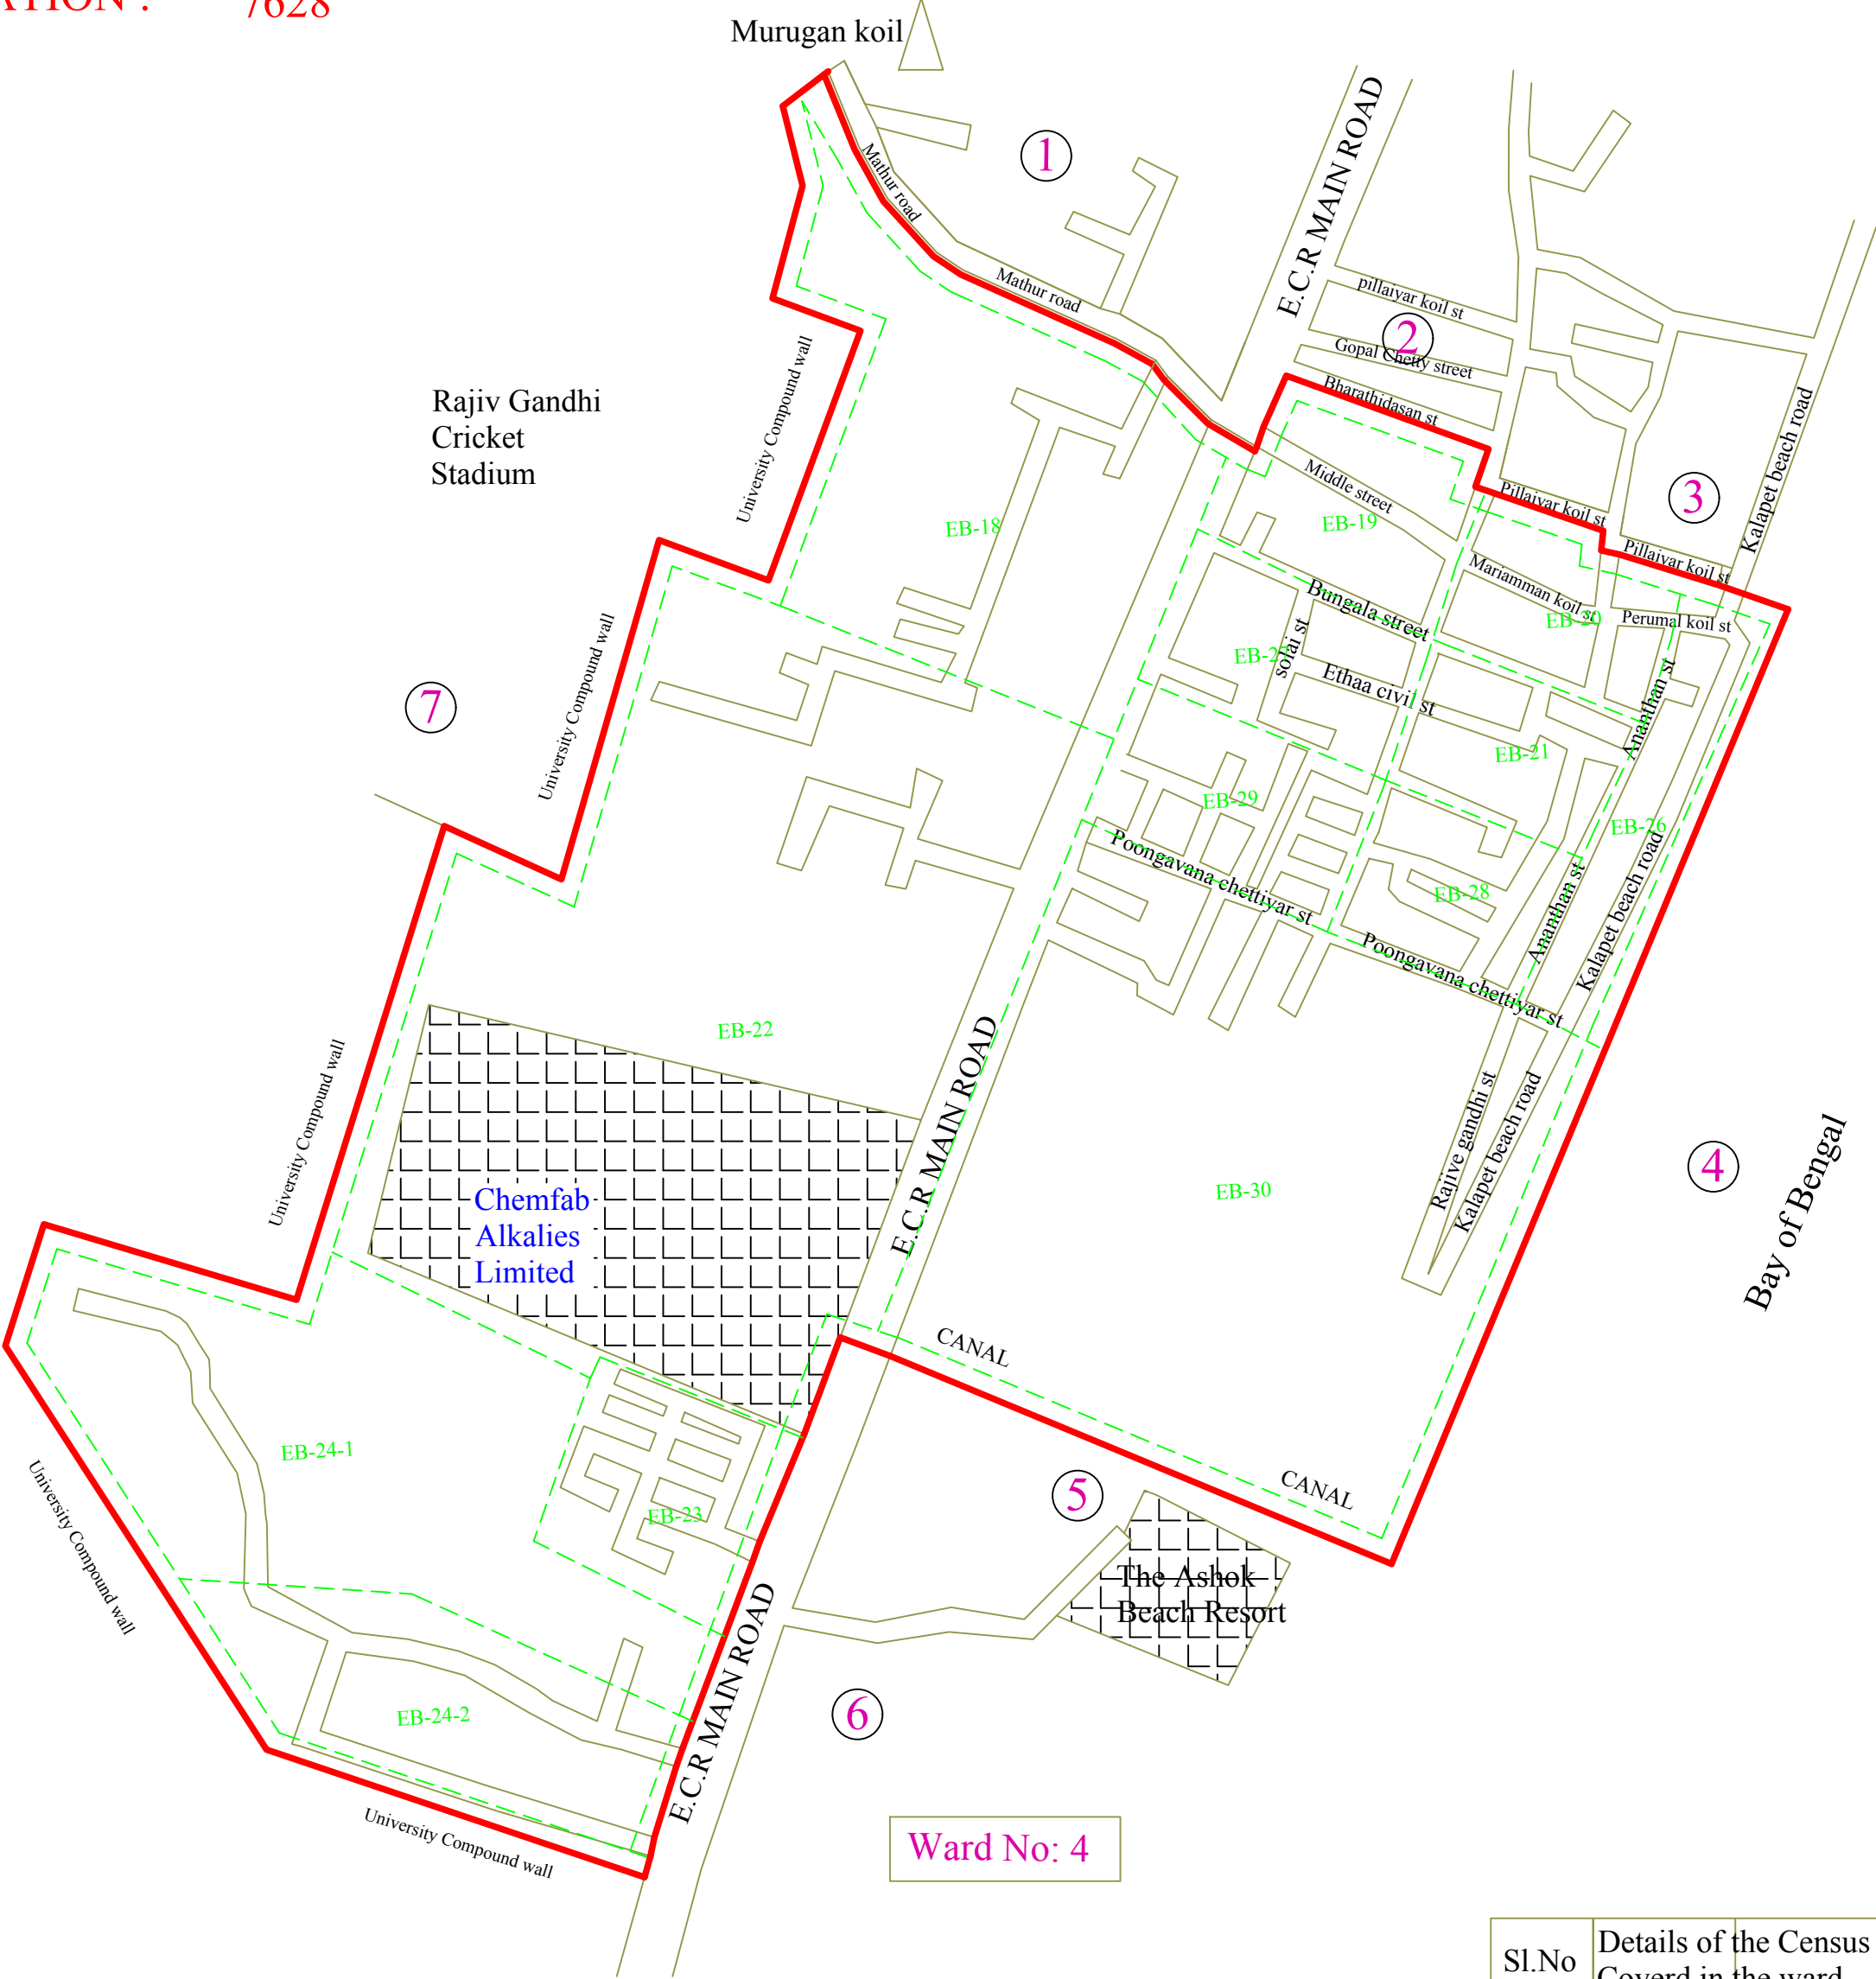 7628
Murugan koil
1
E.C.R MAIN ROAD
Mathur road
Mathur road
pillaiyar koil st
2
Gopal Chetty street
Bharathidasan st
Rajiv Gandhi
Cricket
Stadium
University Compound wall
Kalapet beach road
3
Middle street
Pillaiyar koil st
EB-18
EB-19
Pillaiyar koil st
Mariamman koil st
Bungala street
EB-20
Perumal koil st
solai st
Ethaa civil st
Ananthan st
7
University Compound wall
EB-21
EB-29
EB-26
Poongavana chettiyar st
EB-28
Ananthan st
Kalapet beach road
Poongavana chettiyar st
EB-22
E.C.R MAIN ROAD
University Compound wall
Rajive gandhi st
Kalapet beach road
4
Bay of Bengal
EB-30
Chemfab
Alkalies
Limited
CANAL
CANAL
EB-24-1
5
EB-23
University Compound wall
The Ashok
Beach Resort
E.C.R MAIN ROAD
EB-24-2
6
University Compound wall
Ward No: 4
Sl.No
Details of the Census
Coverd in the ward